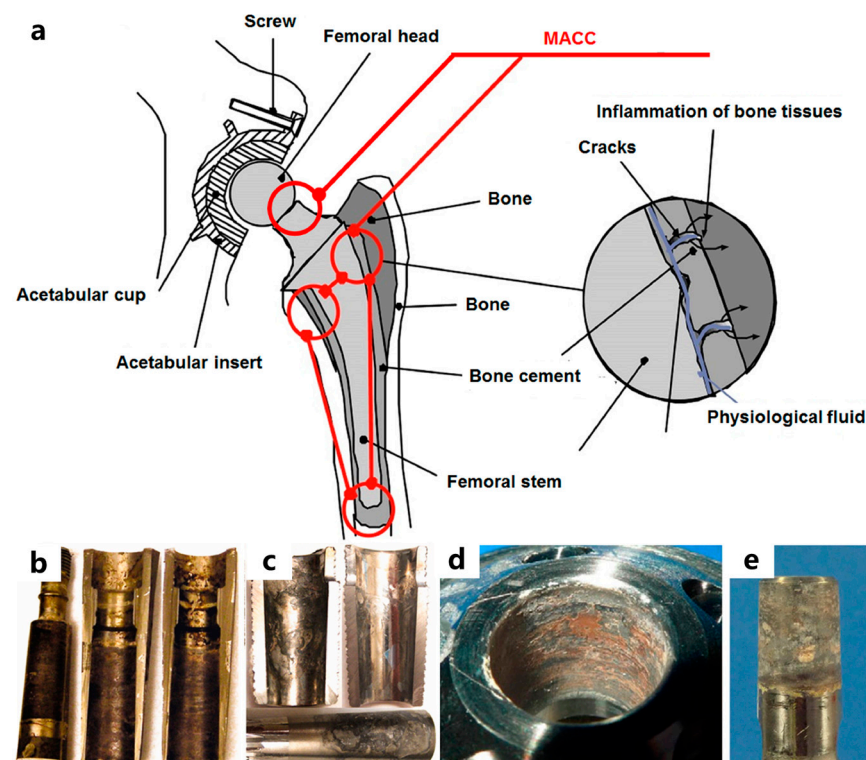 a
Screw
Femoral head
MACC
Inflammation of bone tissues
Cracks
Bone
Acetabular cup
Bone
Acetabular insert
Bone cement
Physiological fluid
Femoral stem
b
c
d
e